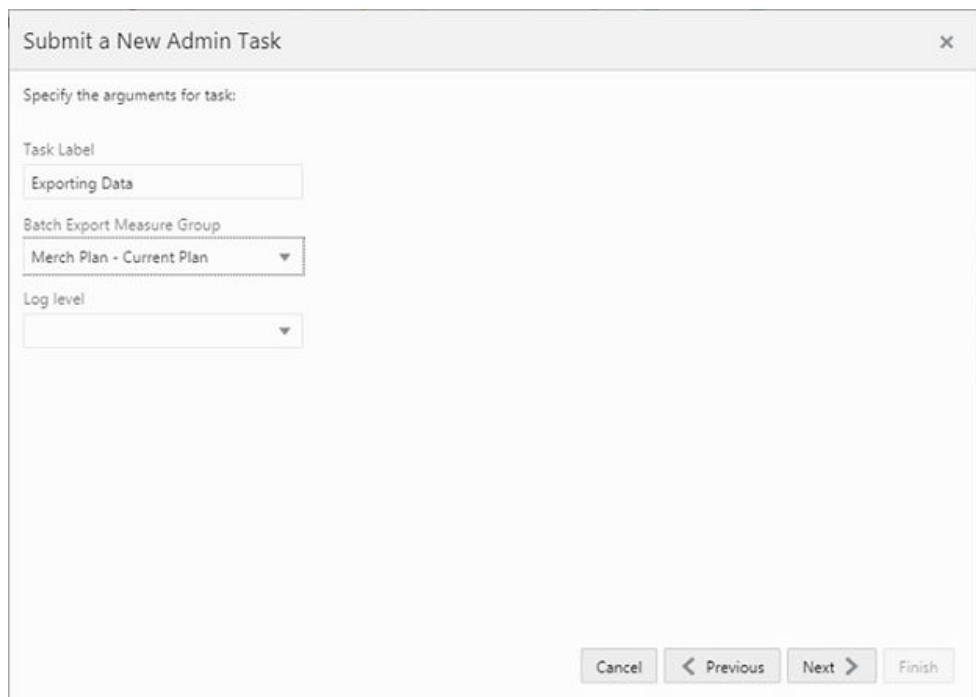 Submit a New Admin Task
Specify the arguments for task:
Task Label
Exporting Data
Batch Export Measure Group
Merch Plan - Current Plan
Log level
Cancel Previous Next Finish